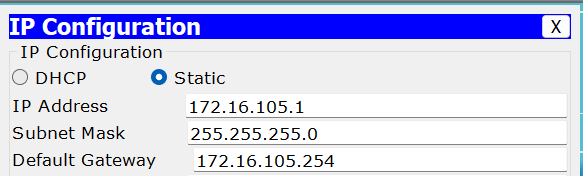 IP Configuration X
IP Configuration
DHCP Static
IP Address 172.16.105.1
Subnet Mask 255.255.255.0
Default Gateway 172.16.105.254